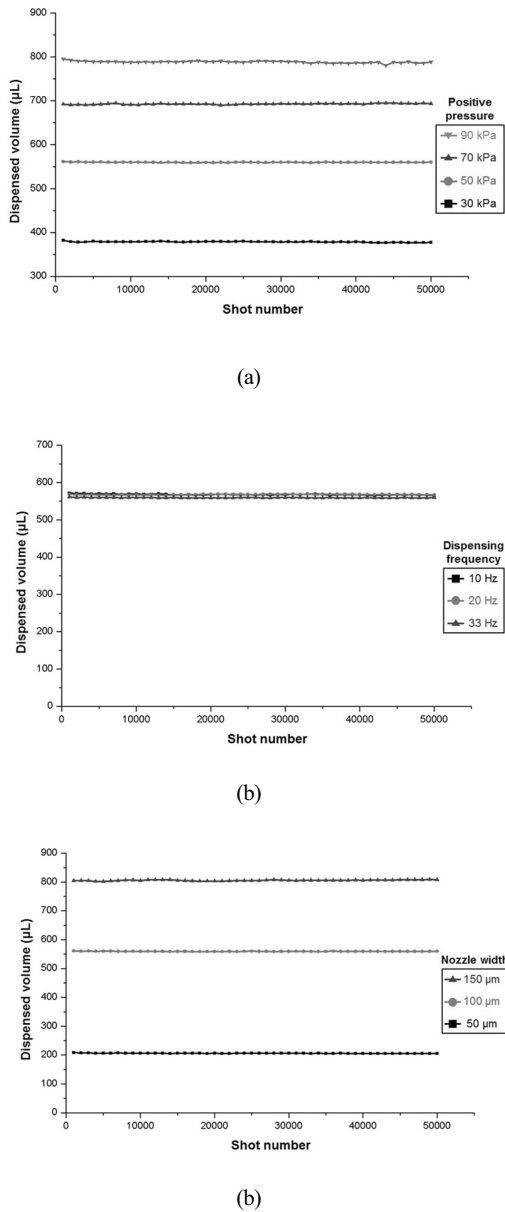 900
800
700
600
500
400
300
Dispensed volume (µL)
0 10000 20000 30000 40000 50000
Shot number
Positive
pressure
90 kPa
70 kPa
50 kPa
30 kPa
(a)
700
600
500
400
300
200
100
0
Dispensed volume (µL)
0 10000 20000 30000 40000 50000
Shot number
Dispensing
frequency
10 Hz
20 Hz
33 Hz
(b)
900
800
700
600
500
400
300
200
100
0
Dispensed volume (µL)
0 10000 20000 30000 40000 50000
Shot number
Nozzle width
150 µm
100 µm
50 µm
(b)